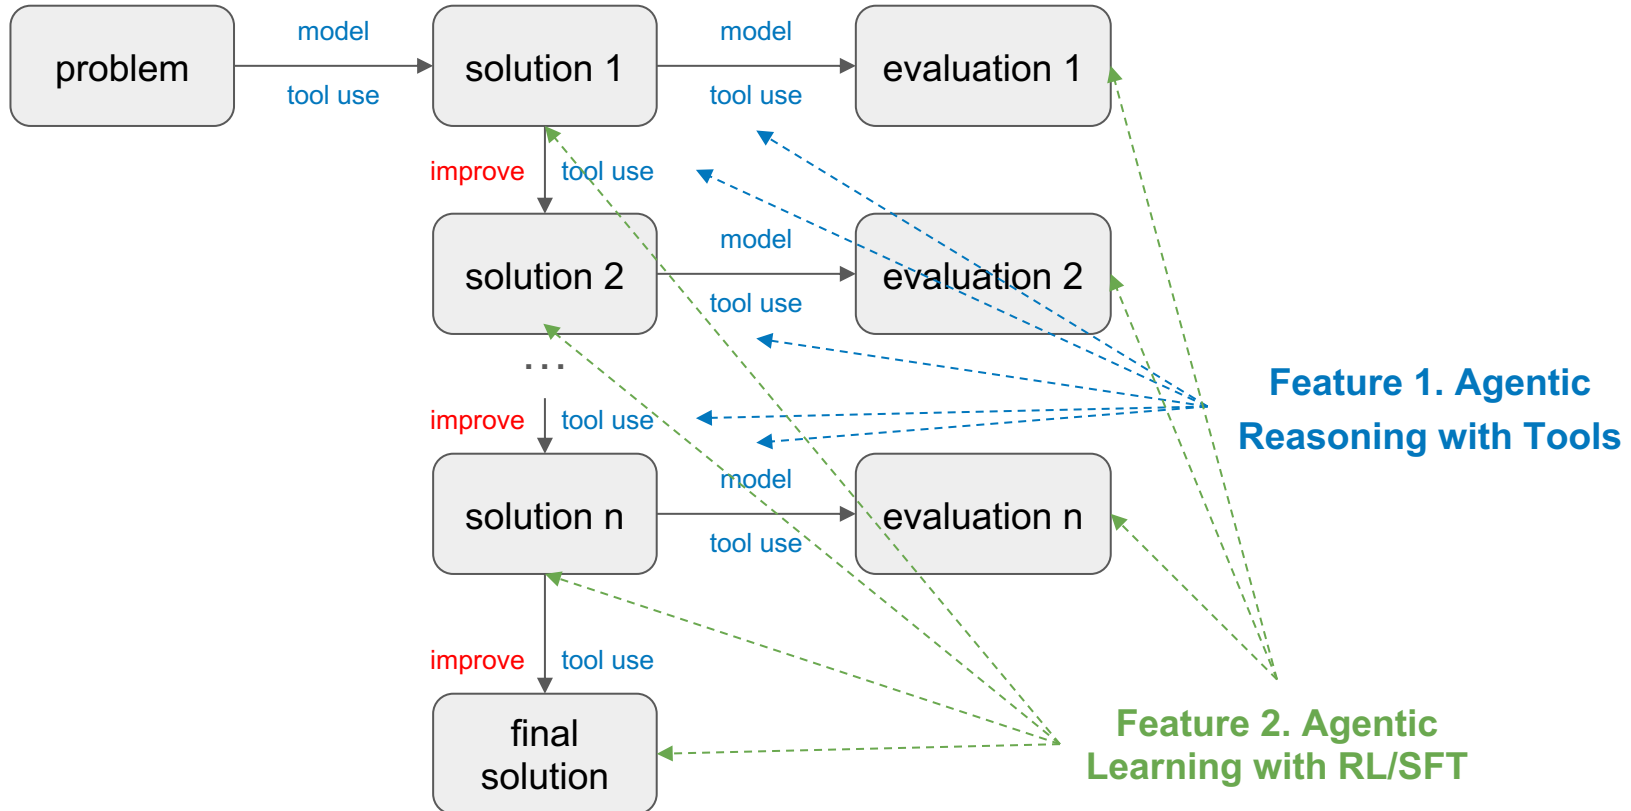 model
model
problem
solution 1
evaluation 1
tool use
tool use
improve
tool use
model
solution 2
evaluation 2
tool use
...
Feature 1. Agentic
Reasoning with Tools
improve
tool use
model
solution n
evaluation n
tool use
improve
tool use
final
solution
Feature 2. Agentic
Learning with RL/SFT